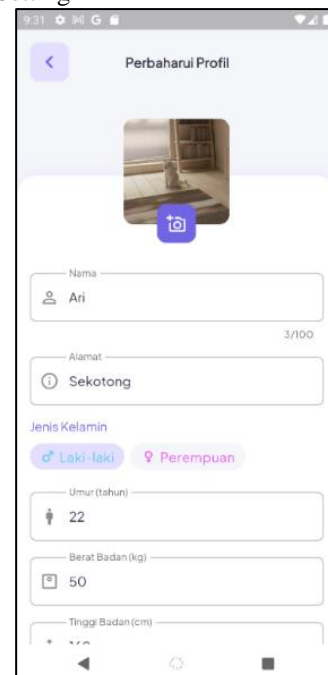 9:31 G
Perbaharui Profil
Nama
Ari
3/100
Alamat
Sekotong
Jenis Kelamin
♂ Laki-laki ♀ Perempuan
Umur (tahun)
22
Berat Badan (kg)
50
Tinggi Badan (cm)